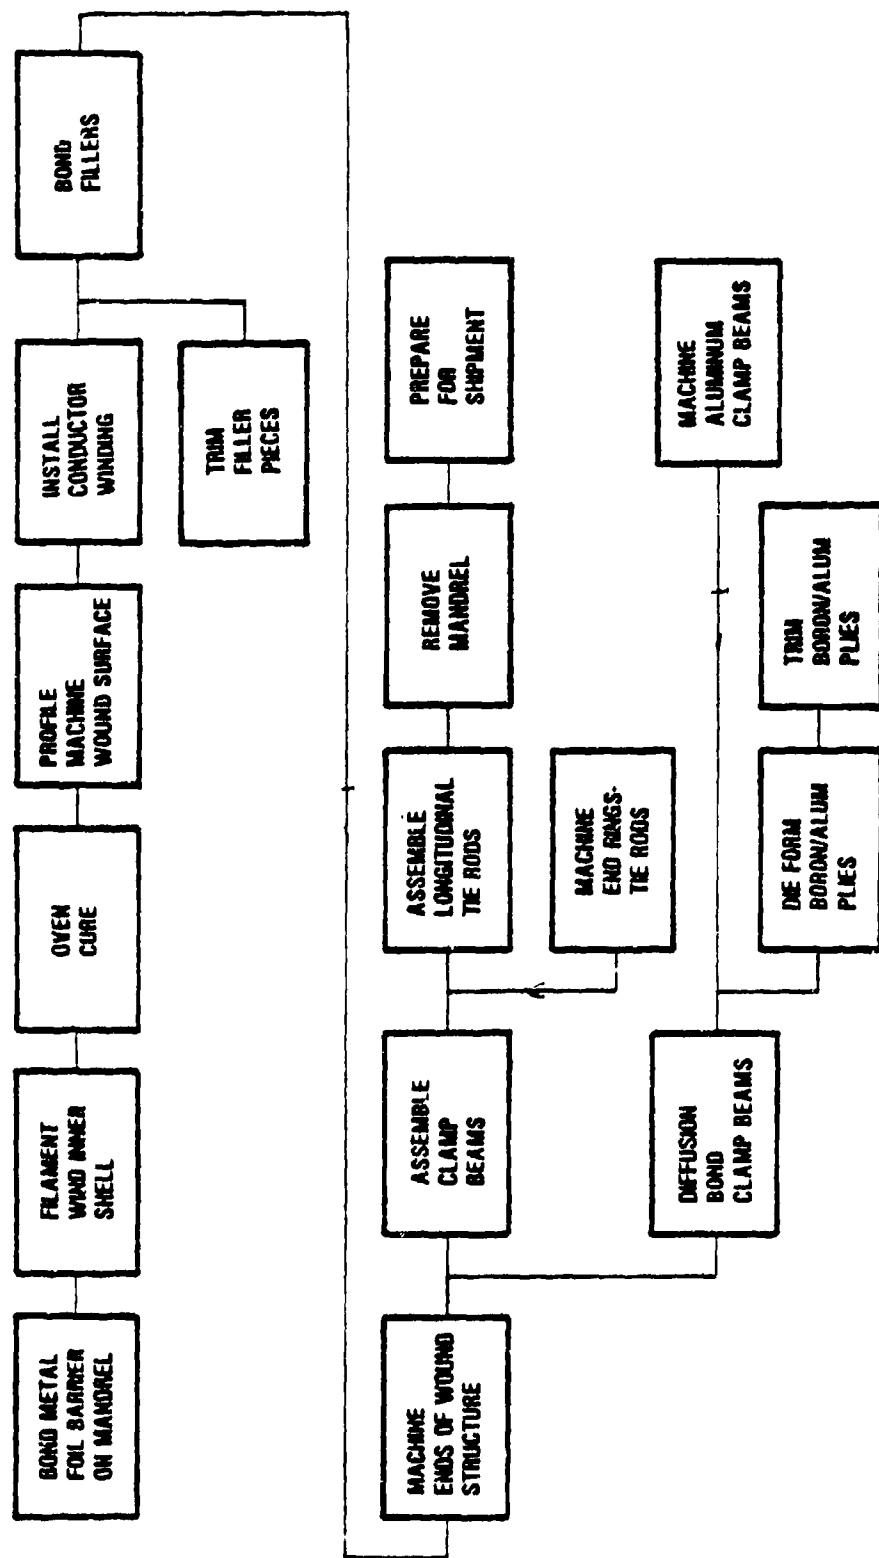 BOND METAL
FOIL BARRIER
ON MANDREL
FILAMENT
WIND INNER
SHELL
OVEN
CURE
PROFILE
MACHINE
WOUND SURFACE
INSTALL
CONDUCTOR
WINDING
BOND
FILLERS
TRIM
FILLER
PIECES
MACHINE
ENDS OF WOUND
STRUCTURE
ASSEMBLE
CLAMP
BEAMS
ASSEMBLE
LONGITUDINAL
TIE RODS
REMOVE
MANDREL
PREPARE
FOR
SHIPMENT
MACHINE
END RINGS-
TIE RODS
DIFFUSION
BOND
CLAMP BEAMS
MACHINE
ALUMINUM
CLAMP BEAMS
DIE FORM
BORON/ALUM
PLIES
TRIM
BORON/ALUM
PLIES